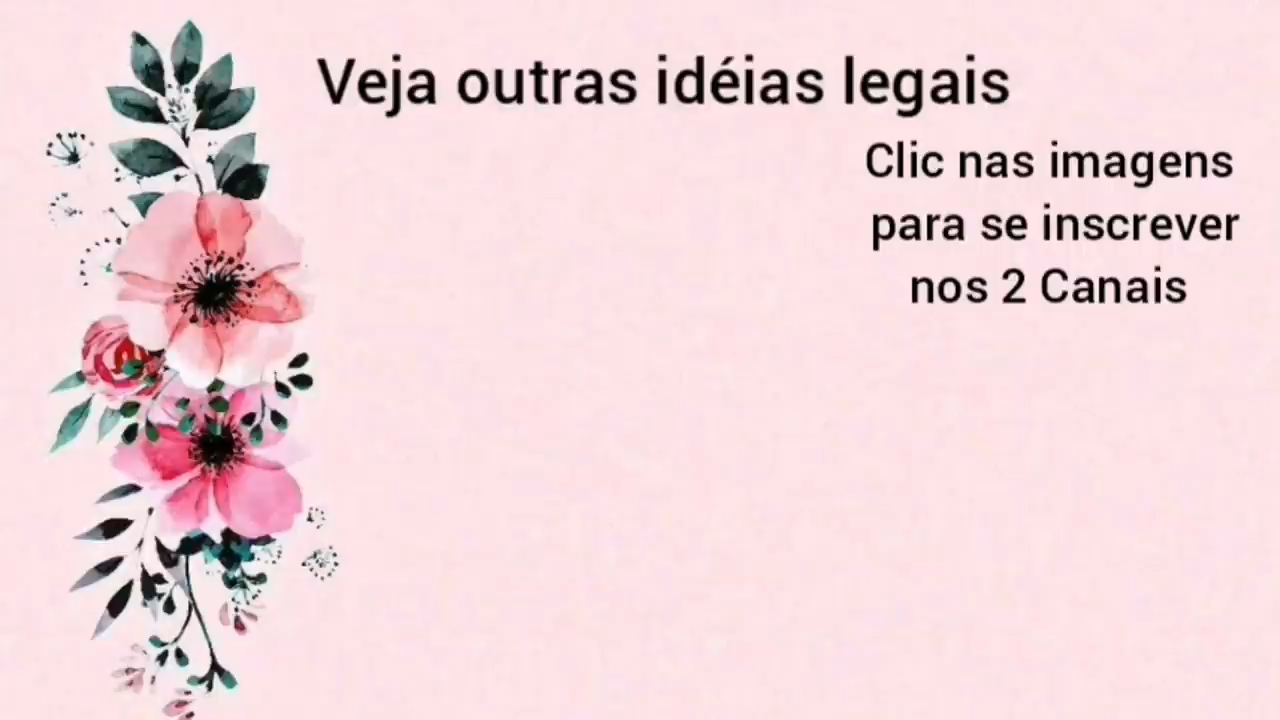 Veja outras idéias legais
Clic nas imagens
para se inscrever
nos 2 Canais